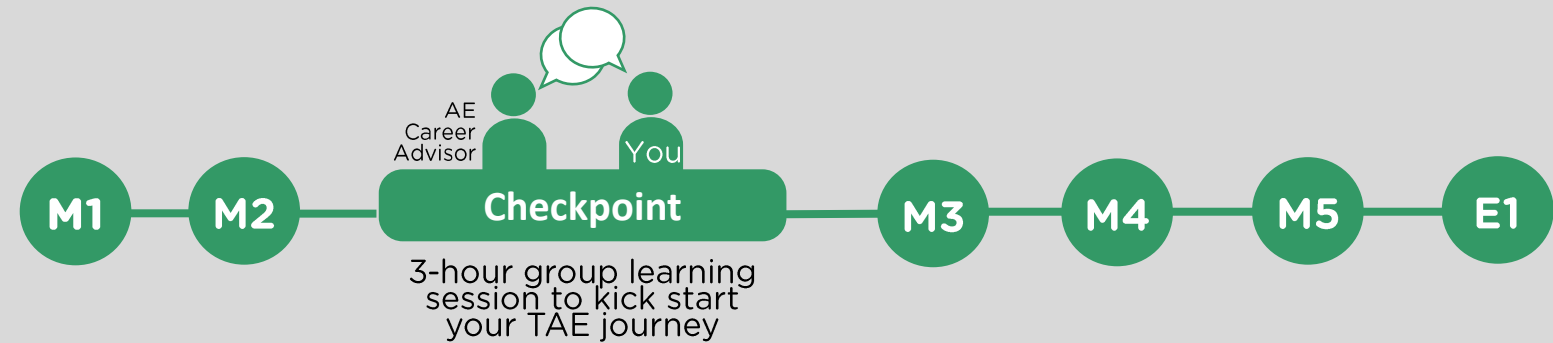 AE
Career
Advisor
You
M1
M2
Checkpoint
M3
M4
M5
E1
3-hour group learning
session to kick start
your TAE journey